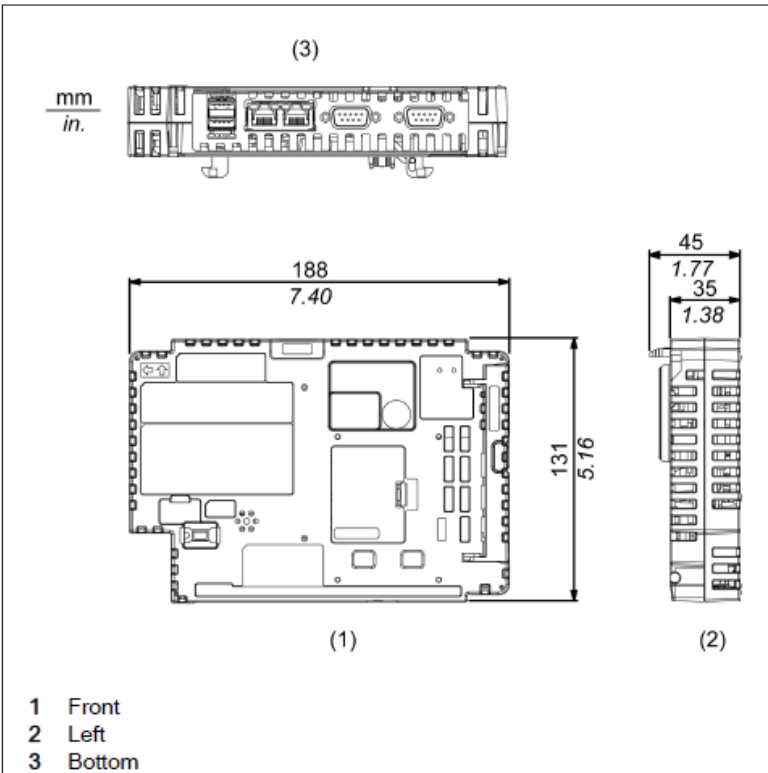 (3)
mm
in.
188
7.40
45
1.77
35
1.38
131
5.16
(1)
(2)
1 Front
2 Left
3 Bottom